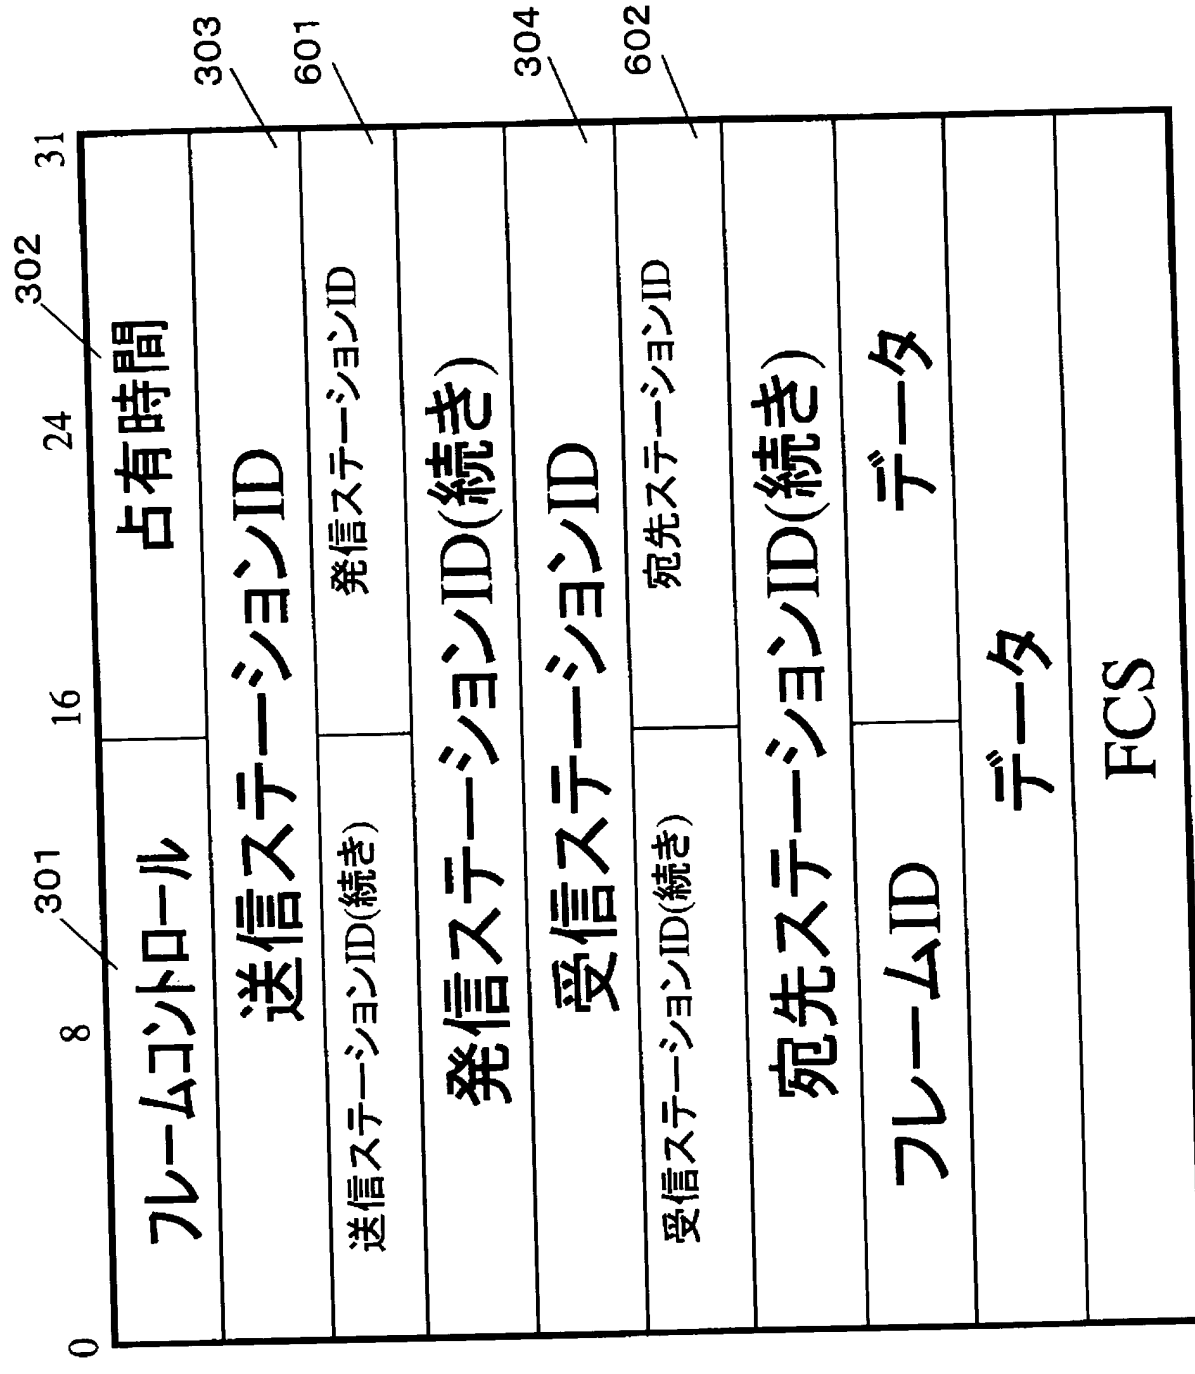 0 8 16 24 31
301 302
フレームコントロール 占有時間
303
送信ステーションID
601
送信ステーションID(続き) 発信ステーションID
発信ステーションID(続き)
304
受信ステーションID
602
受信ステーションID(続き) 宛先ステーションID
宛先ステーションID(続き)
フレームID データ
データ
FCS